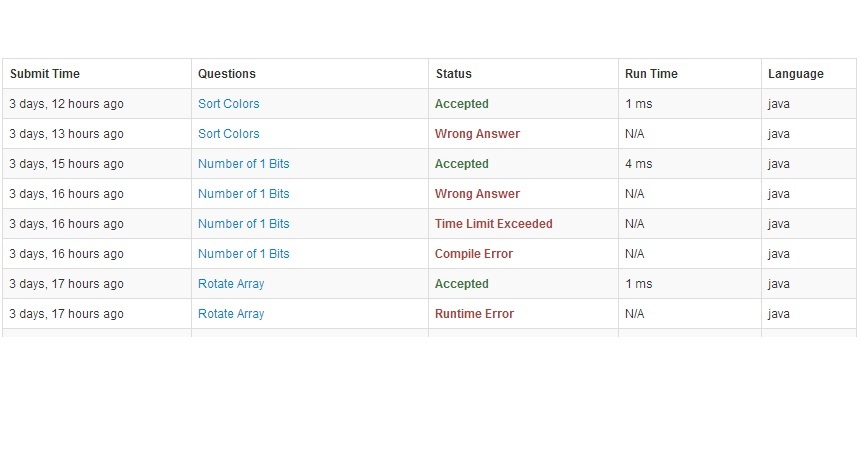 Submit Time Questions Status Run Time Language
3 days, 12 hours ago Sort Colors Accepted 1 ms java
3 days, 13 hours ago Sort Colors Wrong Answer N/A java
3 days, 15 hours ago Number of 1 Bits Accepted 4 ms java
3 days, 16 hours ago Number of 1 Bits Wrong Answer N/A java
3 days, 16 hours ago Number of 1 Bits Time Limit Exceeded N/A java
3 days, 16 hours ago Number of 1 Bits Compile Error N/A java
3 days, 17 hours ago Rotate Array Accepted 1 ms java
3 days, 17 hours ago Rotate Array Runtime Error N/A java